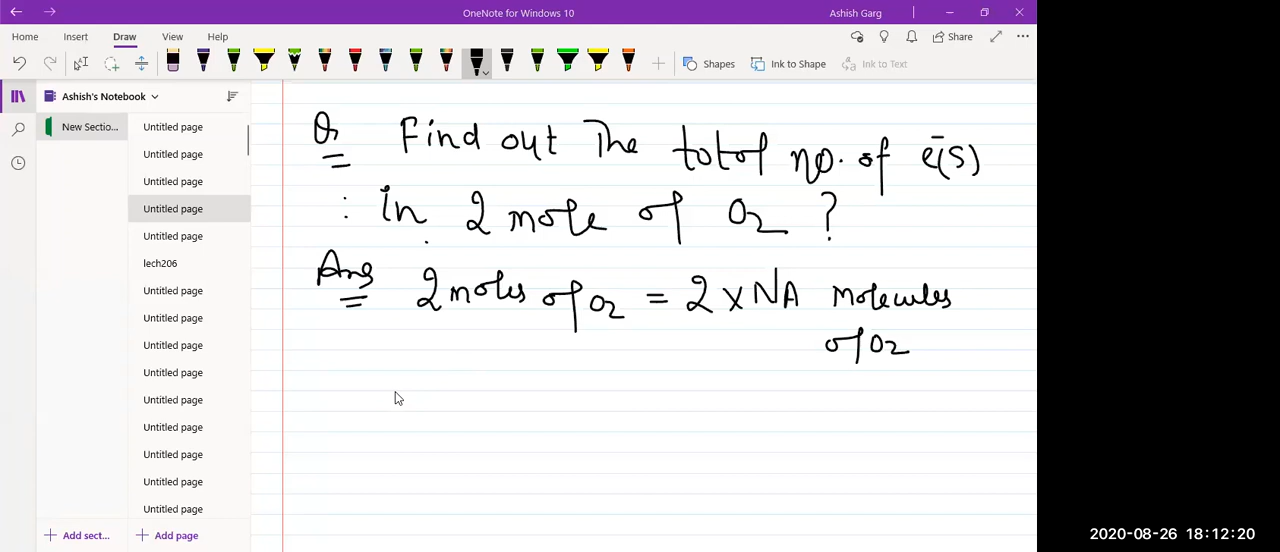 OneNote for Windows 10
Ashish Garg
Home Insert Draw View Help
Share
Shapes Ink to Shape Ink to Text
Ashish's Notebook
New Sectio...
Untitled page
Untitled page
Untitled page
Untitled page
Untitled page
lech206
Untitled page
Untitled page
Untitled page
Untitled page
Untitled page
Untitled page
Untitled page
Untitled page
Untitled page
Add sect... Add page
Q Find out The total no. of ē(s)
: in 2 mole of O2 ?
Ans 2 moles of O2 = 2 x NA molecules
of O2
2020-08-26 18:12:20